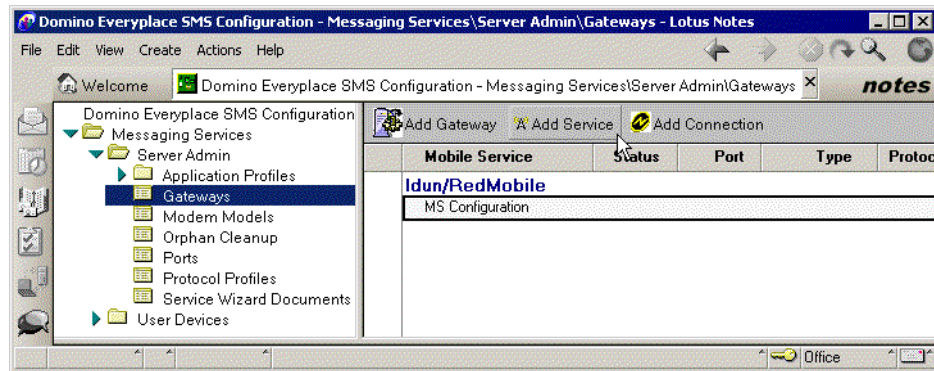 Domino Everyplace SMS Configuration - Messaging Services\Server Admin\Gateways - Lotus Notes
File Edit View Create Actions Help
Welcome Domino Everyplace SMS Configuration - Messaging Services\Server Admin\Gateways notes
Domino Everyplace SMS Configuration
Messaging Services
Server Admin
Application Profiles
Gateways
Modem Models
Orphan Cleanup
Ports
Protocol Profiles
Service Wizard Documents
User Devices
Add Gateway Add Service Add Connection
Mobile Service Status Port Type Protoc
Idun/RedMobile
MS Configuration
Office